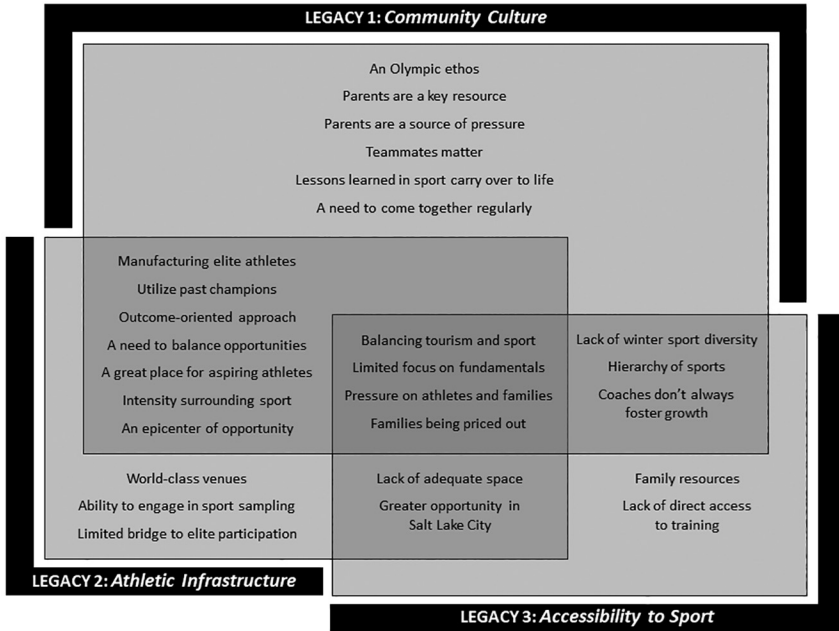 LEGACY 1: Community Culture
An Olympic ethos
Parents are a key resource
Parents are a source of pressure
Teammates matter
Lessons learned in sport carry over to life
A need to come together regularly
Manufacturing elite athletes
Utilize past champions
Outcome-oriented approach
A need to balance opportunities
A great place for aspiring athletes
Intensity surrounding sport
An epicenter of opportunity
Balancing tourism and sport
Limited focus on fundamentals
Pressure on athletes and families
Families being priced out
Lack of winter sport diversity
Hierarchy of sports
Coaches don't always
foster growth
World-class venues
Ability to engage in sport sampling
Limited bridge to elite participation
Lack of adequate space
Greater opportunity in
Salt Lake City
Family resources
Lack of direct access
to training
LEGACY 2: Athletic Infrastructure
LEGACY 3: Accessibility to Sport